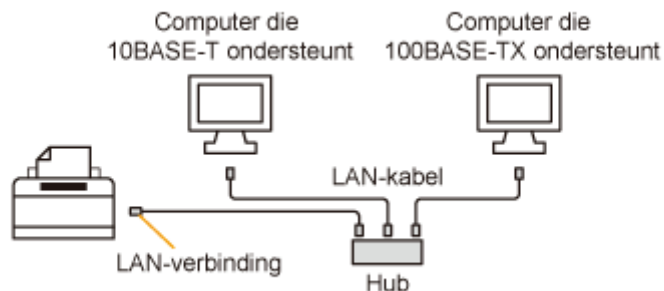 Computer die
10BASE-T ondersteunt
Computer die
100BASE-TX ondersteunt
LAN-kabel
LAN-verbinding
Hub